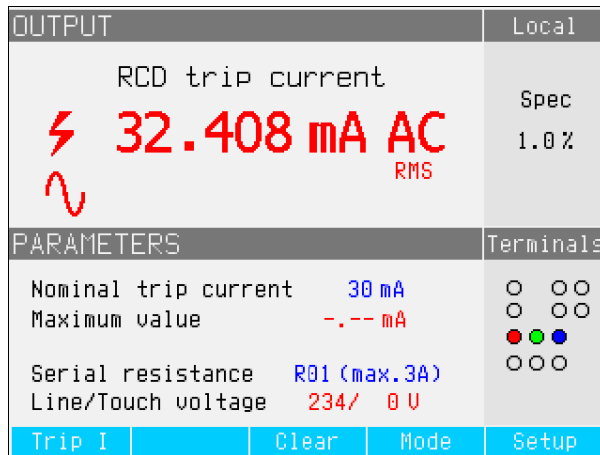 OUTPUT Local
RCD trip current
Spec
32.408 mA AC
1.0%
RMS
PARAMETERS Terminals
Nominal trip current 30 mA
Maximum value -.-- mA
Serial resistance R01 (max.3A)
Line/Touch voltage 234/ 0 V
Trip I Clear Mode Setup